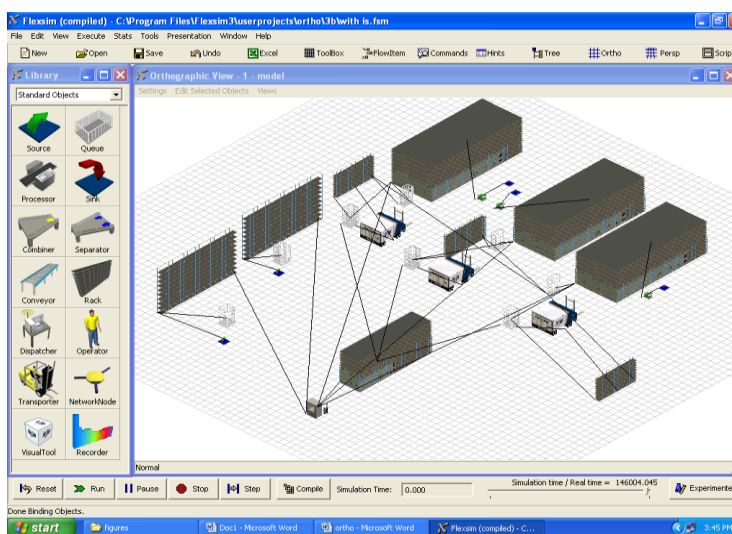 Flexsim (compiled) - C:\Program Files\Flexsim3\userprojects\ortho\3b\with is.fsm
File Edit View Execute Stats Tools Presentation Window Help
New Open Save Undo Excel ToolBox FlowItem Commands Hints Tree Ortho Persp Scrip
Library
Orthographic View - 1 - model
Standard Objects
Settings Edit Selected Objects Views
Source Queue
Processor Sink
Combiner Separator
Conveyor Rack
Dispatcher Operator
Transporter NetworkNode
VisualTool Recorder
Normal
Reset Run Pause Stop Step Compile Simulation Time: 0.000 Simulation time / Real time = 146004.045 Experimente
Done Binding Objects.
start figures Doc1 - Microsoft Word ortho - Microsoft Word Flexsim (compiled) - C... 3:45 PM